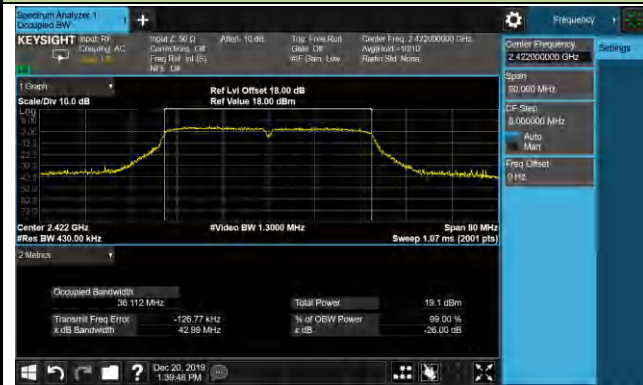 Spectrum Analyzer 1
Occupied BW
Frequency
KEYSIGHT Input: RF
Coupling: AC
Input Z: 50 Ω
Corrections: Off
Freq Ref: Int (S)
NFE: Off
Atten: 10 dB
Trig: Free Run
Gate: Off
#IF Gain: Low
Center Freq: 2.422000000 GHz
Avg|Hold: >10/10
Radio Std: None
Center Frequency
2.422000000 GHz
Settings
Span
80.000 MHz
CF Step
8.000000 MHz
Auto
Man
Freq Offset
0 Hz
1 Graph
Scale/Div 10.0 dB
Ref Lvl Offset 18.00 dB
Ref Value 18.00 dBm
Log
Center 2.422 GHz
#Res BW 430.00 kHz
#Video BW 1.3000 MHz
Span 80 MHz
Sweep 1.07 ms (2001 pts)
2 Metrics
Occupied Bandwidth
36.112 MHz
Total Power
19.1 dBm
Transmit Freq Error
-126.77 kHz
% of OBW Power
99.00 %
x dB Bandwidth
42.99 MHz
x dB
-26.00 dB
Dec 20, 2019
1:39:48 PM